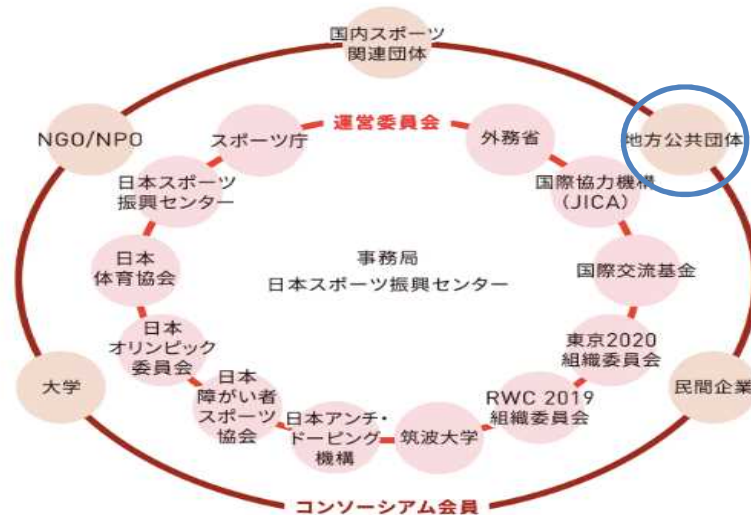 国内スポーツ
関連団体
NGO/NPO
スポーツ庁
運営委員会
外務省
地方公共団体
日本スポーツ
振興センター
国際協力機構
(JICA)
日本
体育協会
事務局
日本スポーツ振興センター
国際交流基金
日本
オリンピック
委員会
東京2020
組織委員会
大学
日本
障がい者
スポーツ
協会
日本アンチ・
ドーピング
機構
筑波大学
RWC 2019
組織委員会
民間企業
コンソーシアム会員